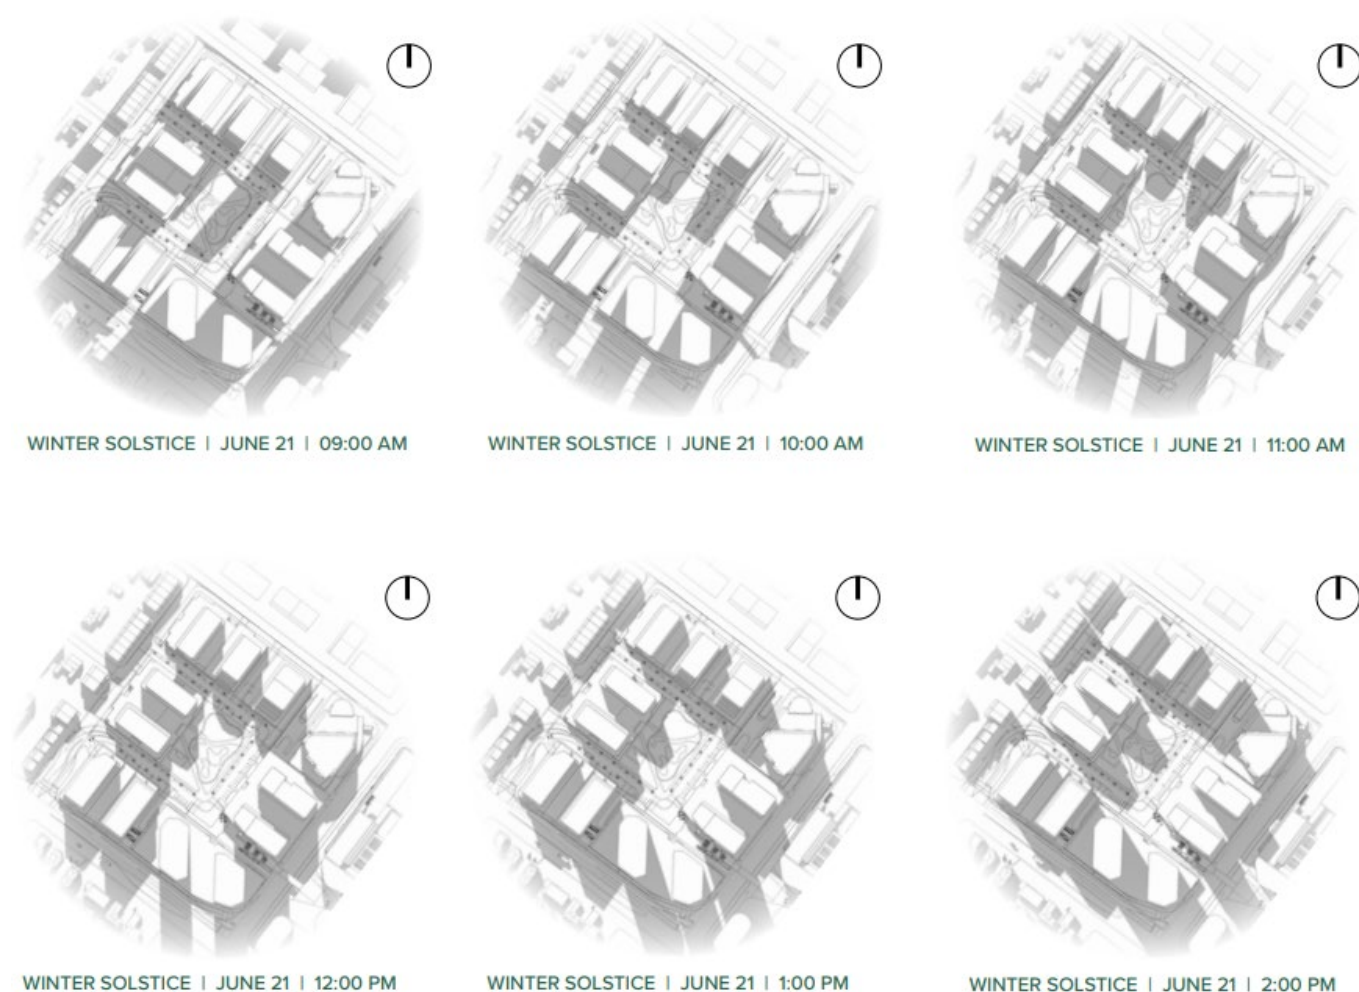 WINTER SOLSTICE | JUNE 21 | 09:00 AM
WINTER SOLSTICE | JUNE 21 | 10:00 AM
WINTER SOLSTICE | JUNE 21 | 11:00 AM
WINTER SOLSTICE | JUNE 21 | 12:00 PM
WINTER SOLSTICE | JUNE 21 | 1:00 PM
WINTER SOLSTICE | JUNE 21 | 2:00 PM